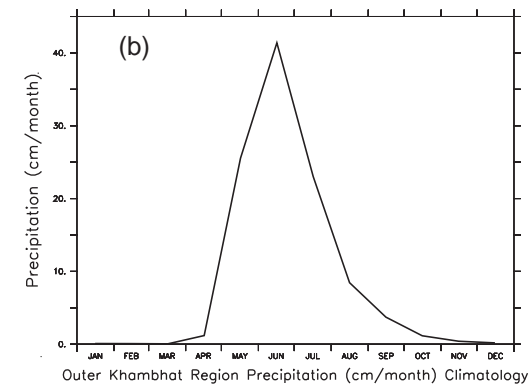 (b)
Precipitation (cm/month).
40.
30.
20.
10.
0.
JAN FEB MAR APR MAY JUN JUL AUG SEP OCT NOV DEC
Outer Khambhat Region Precipitation (cm/month) Climatology